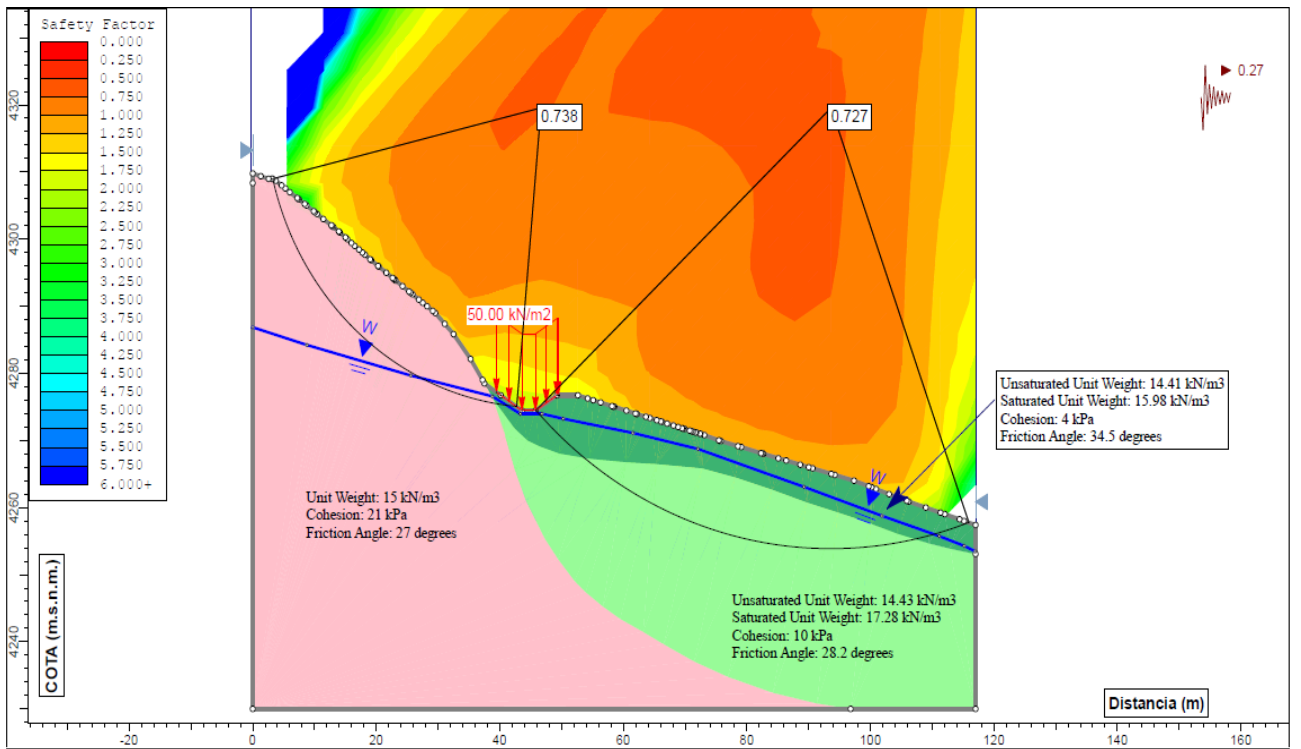 Safety Factor
0.000
0.250
0.500
0.750
1.000
1.250
1.500
1.750
2.000
2.250
2.500
2.750
3.000
3.250
3.500
3.750
4.000
4.250
4.500
4.750
5.000
5.250
5.500
5.750
6.000+
0.27
0.738
0.727
50.00 kN/m2
W
W
Unsaturated Unit Weight: 14.41 kN/m3
Saturated Unit Weight: 15.98 kN/m3
Cohesion: 4 kPa
Friction Angle: 34.5 degrees
Unit Weight: 15 kN/m3
Cohesion: 21 kPa
Friction Angle: 27 degrees
Unsaturated Unit Weight: 14.43 kN/m3
Saturated Unit Weight: 17.28 kN/m3
Cohesion: 10 kPa
Friction Angle: 28.2 degrees
4320
4300
4280
4260
4240
COTA (m.s.n.m.)
Distancia (m)
-20
0
20
40
60
80
100
120
140
160